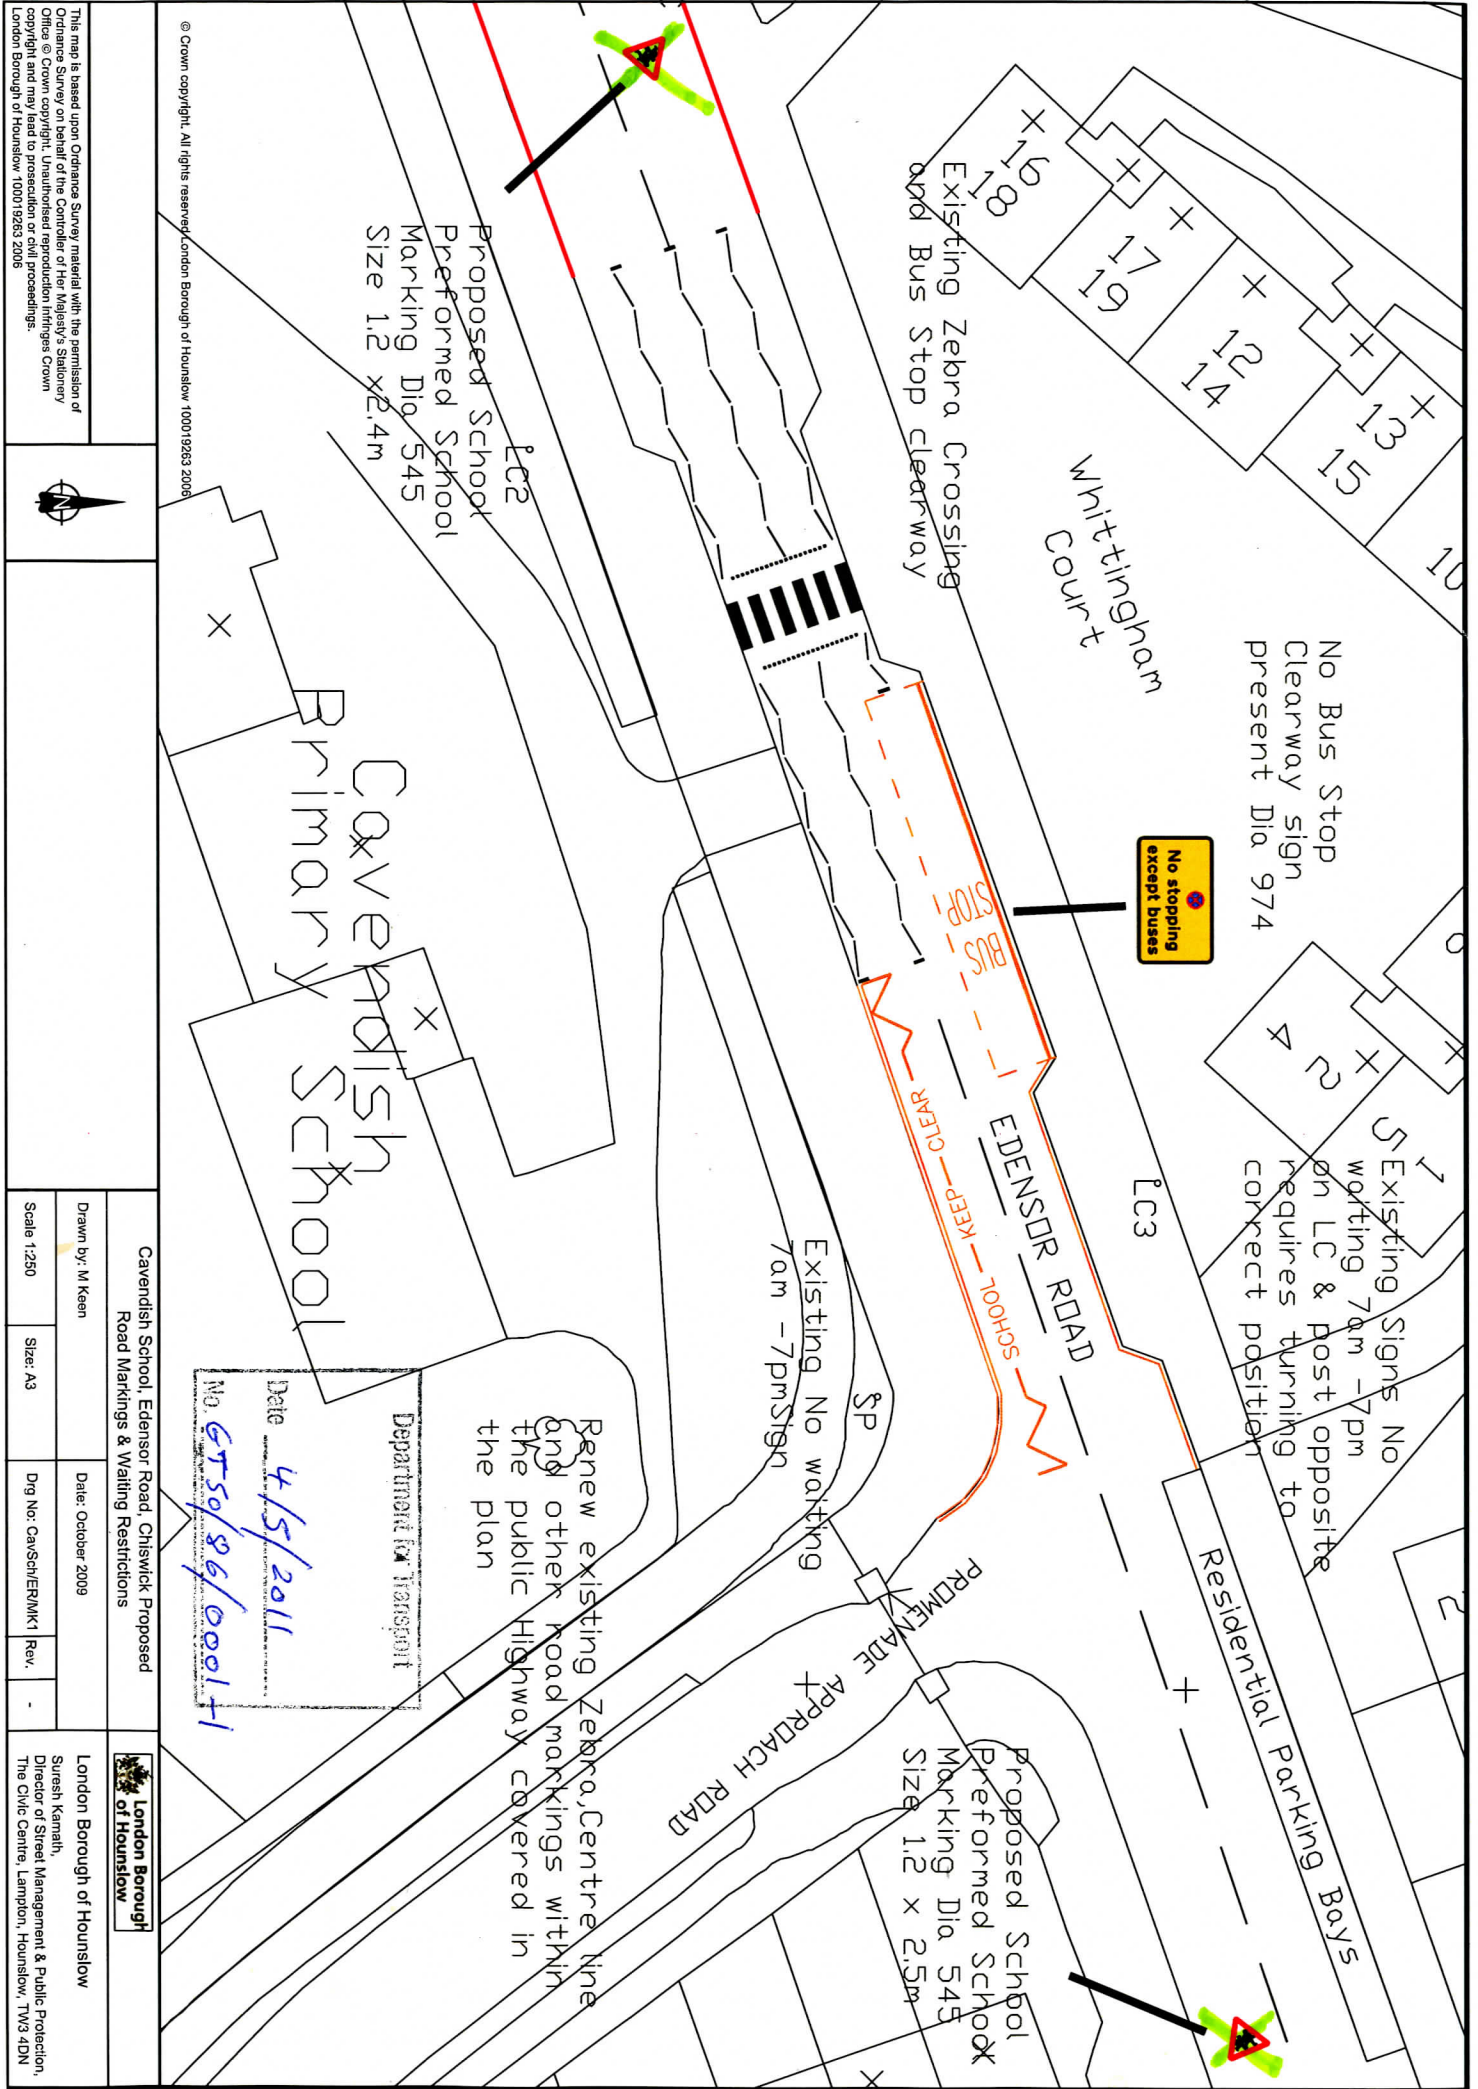 16
18
17
19
12
14
13
15
10
Existing Zebra Crossing
and Bus Stop clearway
Whittingham
Court
No Bus Stop
Clearway sign
present Dia 974
No stopping
except buses
2
4
1
5
Existing Signs No
waiting 7am -7pm
on LC & post opposite
requires turning to
correct position
2
LC3
Residential Parking Bays
BUS
STOP
EDENSOR ROAD
SCHOOL KEEP CLEAR
Proposed School
Preformed School
Marking Dia 545
Size 1.2 x2.4m
LC2
Cavendish
Primary School
Existing No waiting
7am -7pmSign
SP
PROMENADE APPROACH ROAD
Proposed School
Preformed School
Marking Dia 545
Size 1.2 x 2.5m
Renew existing Zebra,Centre line
and other road markings within
the public Highway covered in
the plan
Department for Transport
Date 4/5/2011
No. GT50/86/0001-1
© Crown copyright. All rights reserved London Borough of Hounslow 100019263 2006
This map is based upon Ordnance Survey material with the permission of
Ordnance Survey on behalf of the Controller of Her Majesty's Stationery
Office © Crown copyright. Unauthorised reproduction infringes Crown
copyright and may lead to prosecution or civil proceedings.
London Borough of Hounslow 100019263 2006
N
Cavendish School, Edensor Road, Chiswick Proposed
Road Markings & Waiting Restrictions
Drawn by: M Keen
Date: October 2009
Scale 1:250
Size: A3
Drg No: CavSch/ER/MK1
Rev.
-
London Borough
of Hounslow
London Borough of Hounslow
Suresh Kamath,
Director of Street Management & Public Protection,
The Civic Centre, Lampton, Hounslow, TW3 4DN